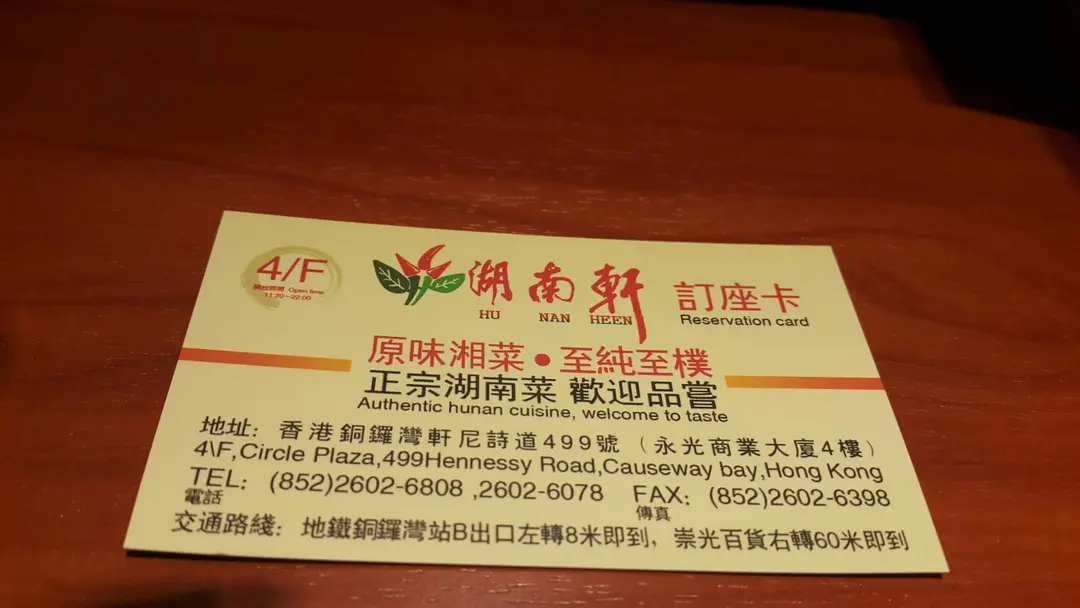 4/F
開放時間 Open time
11.30～22.00
湖南軒
HU NAN HEEN
訂座卡
Reservation card
原味湘菜●至純至樸
正宗湖南菜 歡迎品嘗
Authentic hunan cuisine, welcome to taste
地址：香港銅鑼灣軒尼詩道499號（永光商業大廈4樓）
4\F,Circle Plaza,499Hennessy Road,Causeway bay,Hong Kong
TEL: (852)2602-6808 ,2602-6078 FAX: (852)2602-6398
電話 傳真
交通路綫：地鐵銅鑼灣站B出口左轉8米即到，崇光百貨右轉60米即到